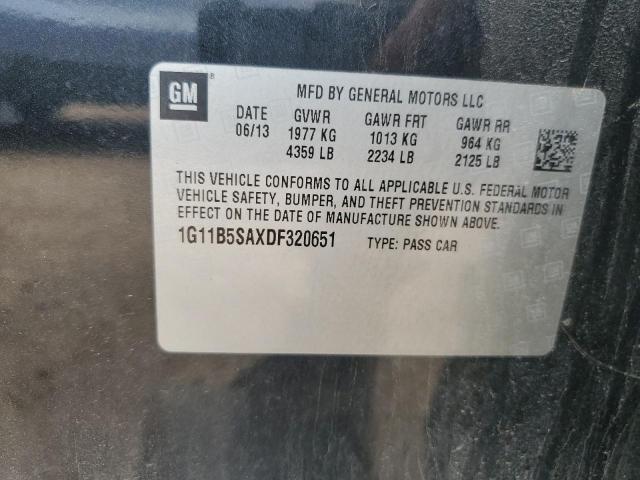 GM ®
MFD BY GENERAL MOTORS LLC
DATE GVWR GAWR FRT GAWR RR
06/13 1977 KG 1013 KG 964 KG
4359 LB 2234 LB 2125 LB
THIS VEHICLE CONFORMS TO ALL APPLICABLE U.S. FEDERAL MOTOR
VEHICLE SAFETY, BUMPER, AND THEFT PREVENTION STANDARDS IN
EFFECT ON THE DATE OF MANUFACTURE SHOWN ABOVE.
1G11B5SAXDF320651 TYPE: PASS CAR